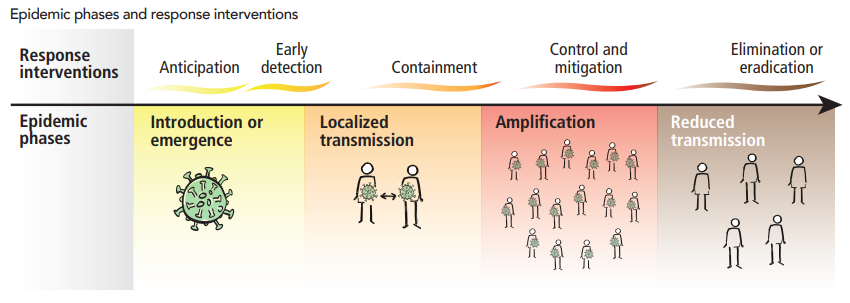 Epidemic phases and response interventions
Response
interventions
Anticipation
Early
detection
Containment
Control and
mitigation
Elimination or
eradication
Epidemic
phases
Introduction or
emergence
Localized
transmission
Amplification
Reduced
transmission